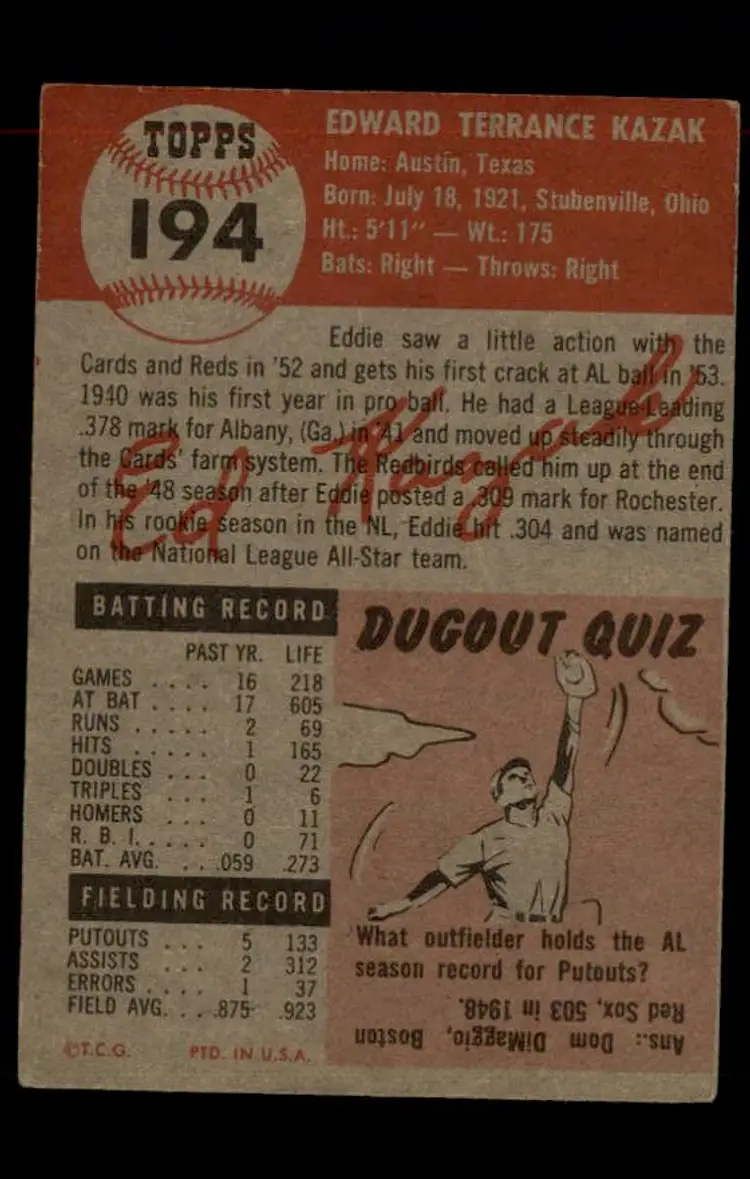 TOPPS
194
EDWARD TERRANCE KAZAK
Home: Austin, Texas
Born: July 18, 1921, Stubenville, Ohio
Ht.: 5'11" — Wt.: 175
Bats: Right — Throws: Right
Eddie saw a little action with the
Cards and Reds in '52 and gets his first crack at AL ball in '53.
1940 was his first year in pro ball. He had a League-Leading
.378 mark for Albany, (Ga.) in '41 and moved up steadily through
the Cards' farm system. The Redbirds called him up at the end
of the '48 season after Eddie posted a .309 mark for Rochester.
In his rookie season in the NL, Eddie hit .304 and was named
on the National League All-Star team.
Ed Kazak
BATTING RECORD
PAST YR. LIFE
GAMES .... 16 218
AT BAT .... 17 605
RUNS ..... 2 69
HITS ..... 1 165
DOUBLES ... 0 22
TRIPLES ... 1 6
HOMERS ... 0 11
R. B. I. .... 0 71
BAT. AVG. ... .059 .273
FIELDING RECORD
PUTOUTS ... 5 133
ASSISTS ... 2 312
ERRORS .... 1 37
FIELD AVG. ... .875 .923
©T.C.G. PTD. IN U.S.A.
DUGOUT QUIZ
What outfielder holds the AL
season record for Putouts?
Ans.: Dom DiMaggio, Boston
Red Sox, 503 in 1948.